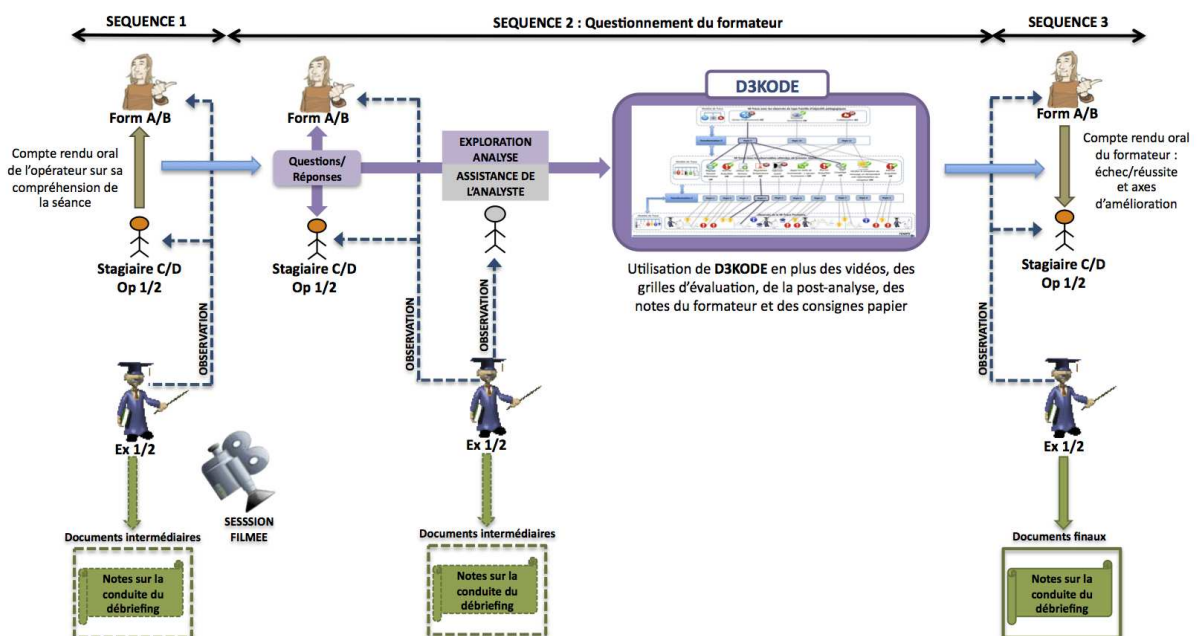 SEQUENCE 1
SEQUENCE 2 : Questionnement du formateur
SEQUENCE 3
Form A/B
Compte rendu oral
de l'opérateur sur sa
compréhension de
la séance
Stagiaire C/D
Op 1/2
OBSERVATION
Ex 1/2
SESSSION
FILMEE
Documents intermédiaires
Notes sur la
conduite du
débriefing
Form A/B
Questions/
Réponses
Stagiaire C/D
Op 1/2
EXPLORATION
ANALYSE
ASSISTANCE DE
L'ANALYSTE
OBSERVATION
OBSERVATION
Ex 1/2
Documents intermédiaires
Notes sur la
conduite du
débriefing
D3KODE
Utilisation de D3KODE en plus des vidéos, des
grilles d'évaluation, de la post-analyse, des
notes du formateur et des consignes papier
Form A/B
Compte rendu oral
du formateur :
échec/réussite
et axes
d'amélioration
Stagiaire C/D
Op 1/2
OBSERVATION
Ex 1/2
Documents finaux
Notes sur la
conduite du
débriefing